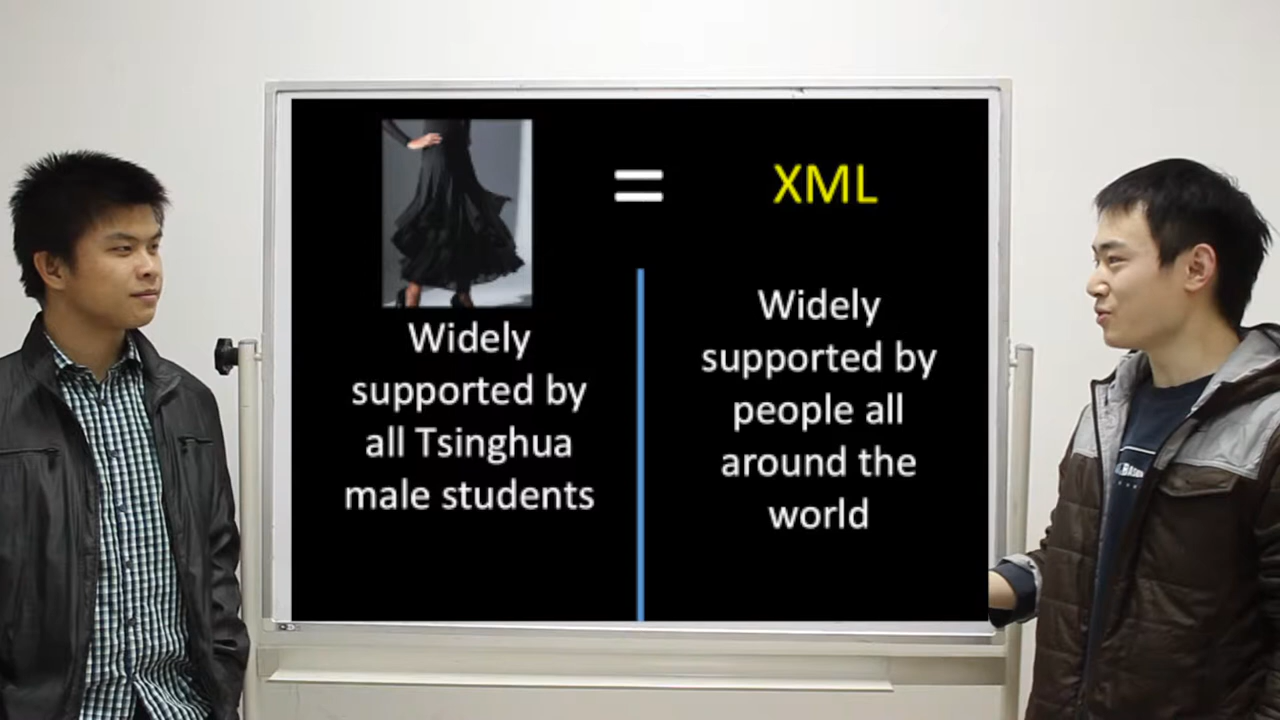 = XML
Widely
supported by
all Tsinghua
male students
Widely
supported by
people all
around the
world